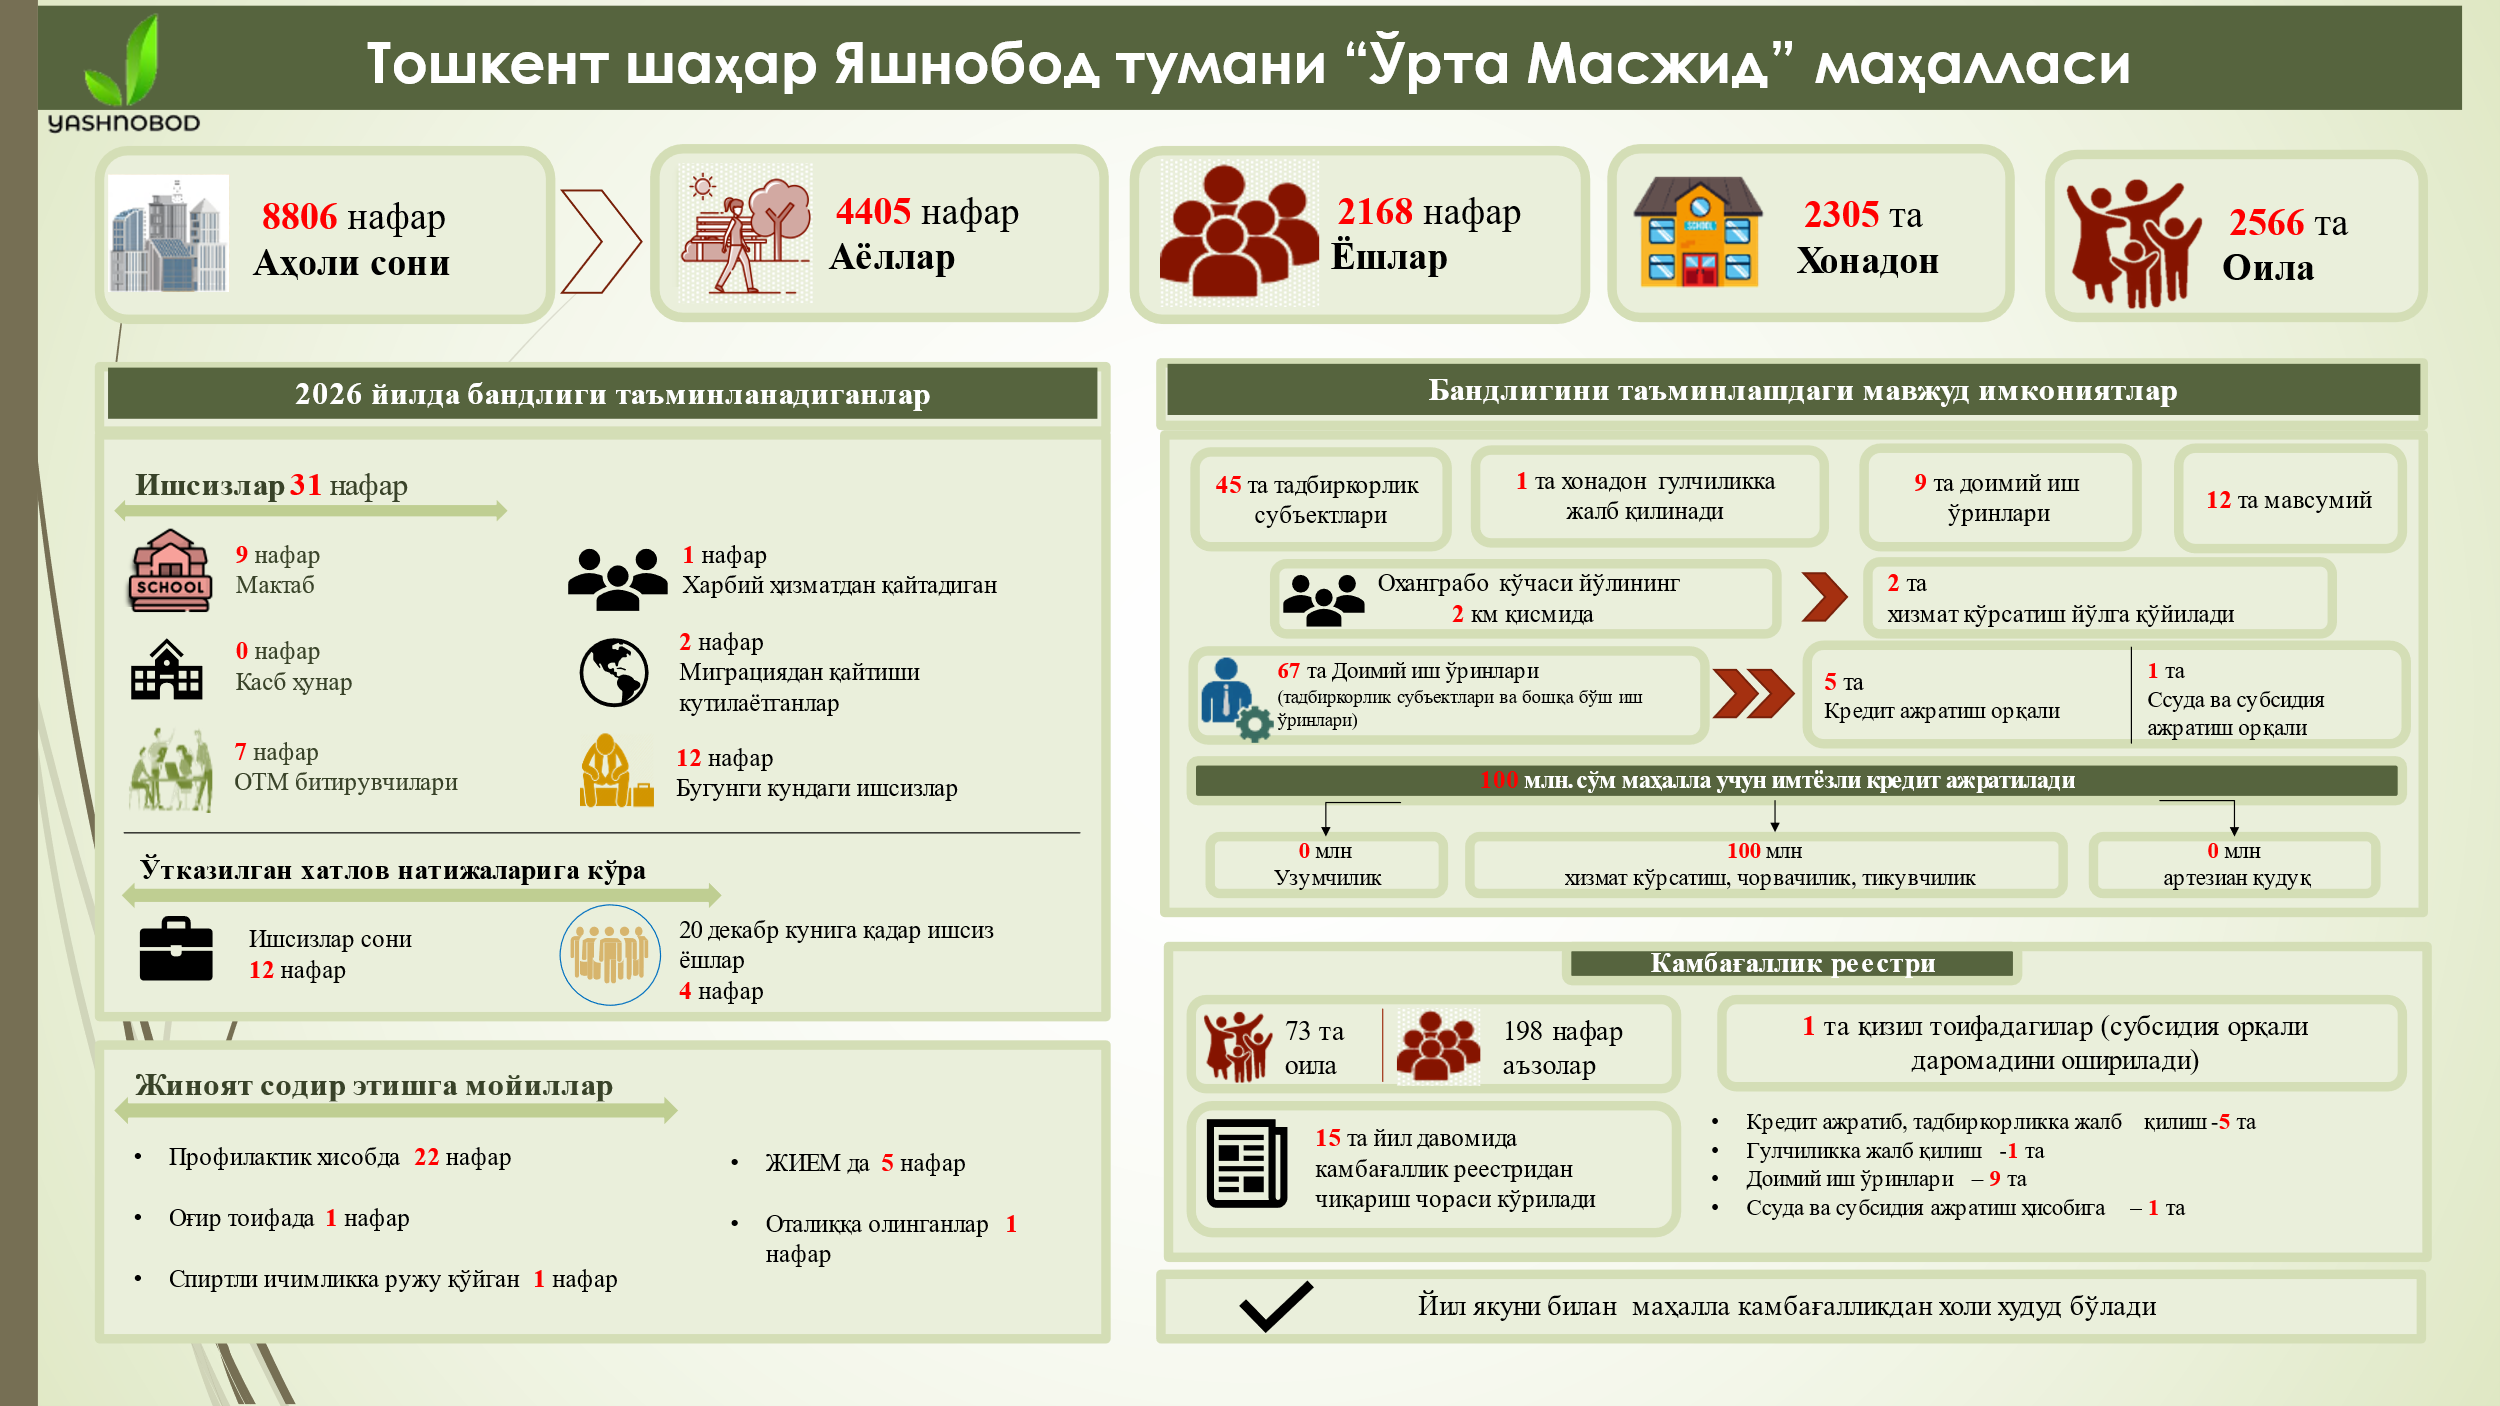 Тошкент шаҳар Яшнобод тумани “Ўрта Масжид” маҳалласи
YASHNOBOD
8806 нафар
Аҳоли сони
4405 нафар
Аёллар
2168 нафар
Ёшлар
2305 та
Хонадон
2566 та
Оила
2026 йилда бандлиги таъминланадиганлар
Ишсизлар 31 нафар
SCHOOL
9 нафар
Мактаб
1 нафар
Харбий ҳизматдан қайтадиган
0 нафар
Касб ҳунар
2 нафар
Миграциядан қайтиши
кутилаётганлар
7 нафар
ОТМ битирувчилари
12 нафар
Бугунги кундаги ишсизлар
Ўтказилган хатлов натижаларига кўра
Ишсизлар сони
12 нафар
20 декабр кунига қадар ишсиз
ёшлар
4 нафар
Жиноят содир этишга мойиллар
• Профилактик хисобда 22 нафар
• Оғир тоифада 1 нафар
• Спиртли ичимликка ружу қўйган 1 нафар
• ЖИЕМ да 5 нафар
• Оталиққа олинганлар 1
нафар
Бандлигини таъминлашдаги мавжуд имкониятлар
45 та тадбиркорлик
субъектлари
1 та хонадон гулчиликка
жалб қилинади
9 та доимий иш
ўринлари
12 та мавсумий
Оханграбо кўчаси йўлининг
2 км қисмида
2 та
хизмат кўрсатиш йўлга қўйилади
67 та Доимий иш ўринлари
(тадбиркорлик субъектлари ва бошқа бўш иш
ўринлари)
5 та
Кредит ажратиш орқали
1 та
Ссуда ва субсидия
ажратиш орқали
100 млн. сўм маҳалла учун имтёзли кредит ажратилади
0 млн
Узумчилик
100 млн
хизмат кўрсатиш, чорвачилик, тикувчилик
0 млн
артезиан қудуқ
Камбағаллик реестри
73 та
оила
198 нафар
аъзолар
1 та қизил тоифадагилар (субсидия орқали
даромадини оширилади)
15 та йил давомида
камбағаллик реестридан
чиқариш чораси кўрилади
• Кредит ажратиб, тадбиркорликка жалб қилиш -5 та
• Гулчиликка жалб қилиш -1 та
• Доимий иш ўринлари – 9 та
• Ссуда ва субсидия ажратиш ҳисобига – 1 та
Йил якуни билан маҳалла камбағалликдан холи худуд бўлади